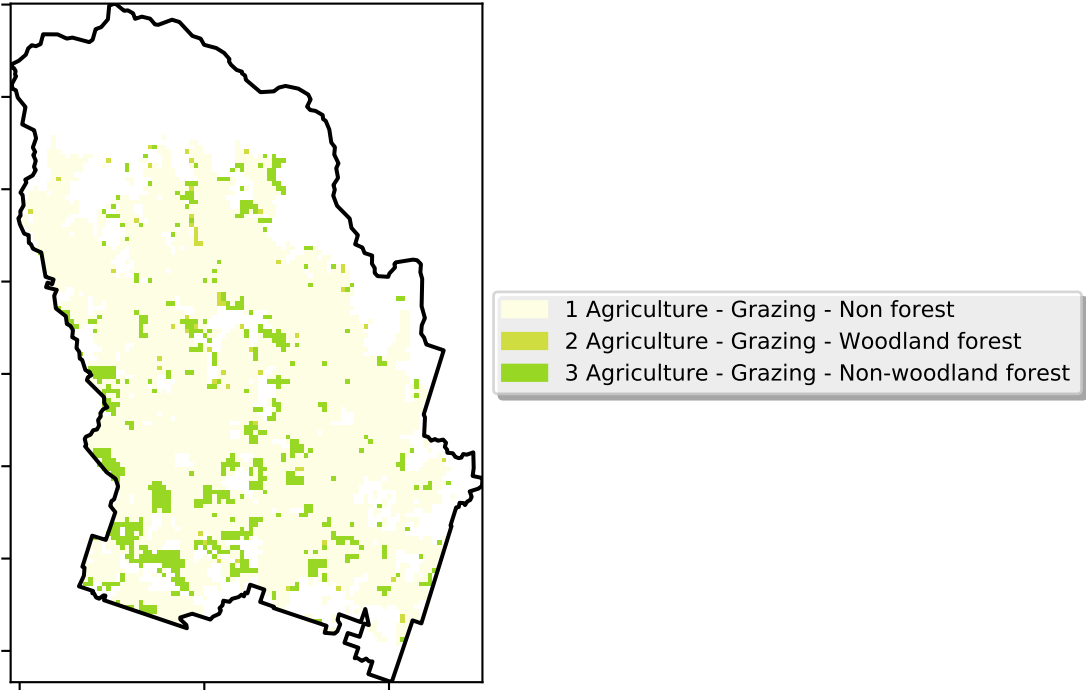 1 Agriculture - Grazing - Non forest
2 Agriculture - Grazing - Woodland forest
3 Agriculture - Grazing - Non-woodland forest